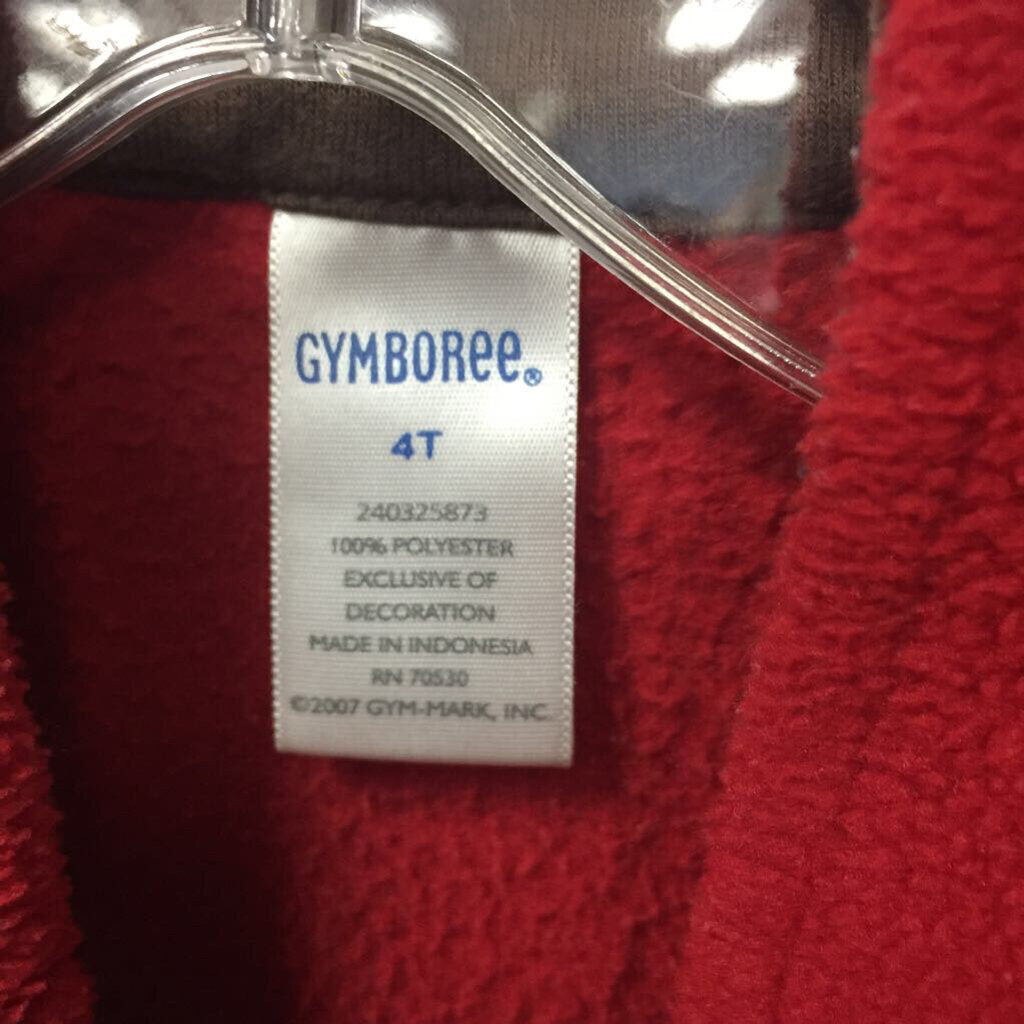 GYMBOREE®
4T
240325873
100% POLYESTER
EXCLUSIVE OF
DECORATION
MADE IN INDONESIA
RN 70530
©2007 GYM-MARK, INC.